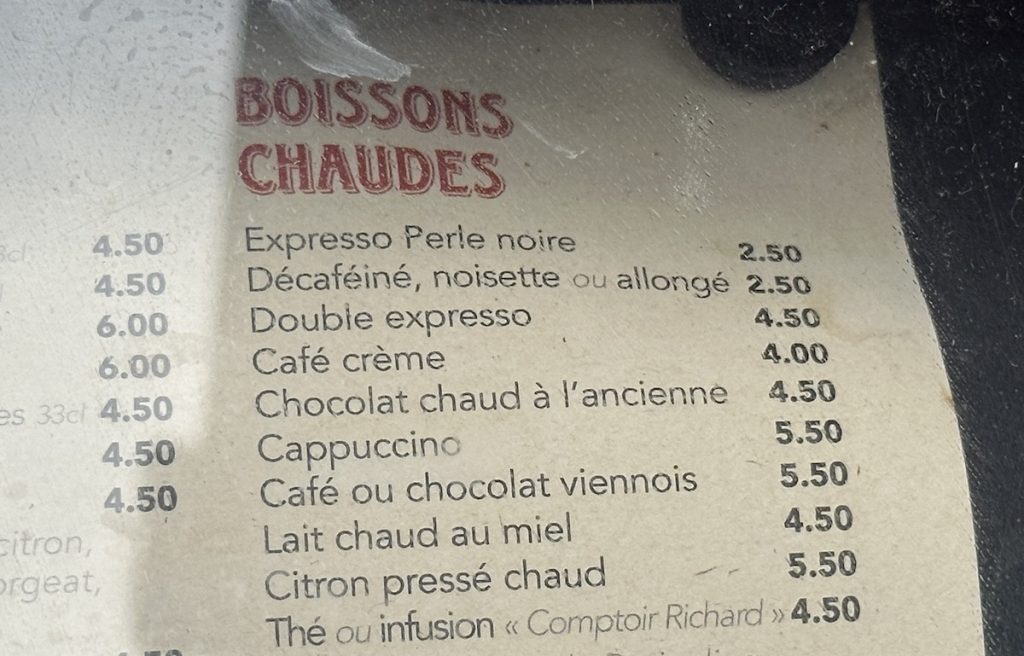 BOISSONS
CHAUDES
4.50
4.50
6.00
6.00
es 33cl 4.50
4.50
4.50
citron,
orgeat,
Expresso Perle noire 2.50
Décaféiné, noisette ou allongé 2.50
Double expresso 4.50
Café crème 4.00
Chocolat chaud à l'ancienne 4.50
Cappuccino 5.50
Café ou chocolat viennois 5.50
Lait chaud au miel 4.50
Citron pressé chaud 5.50
Thé ou infusion « Comptoir Richard » 4.50